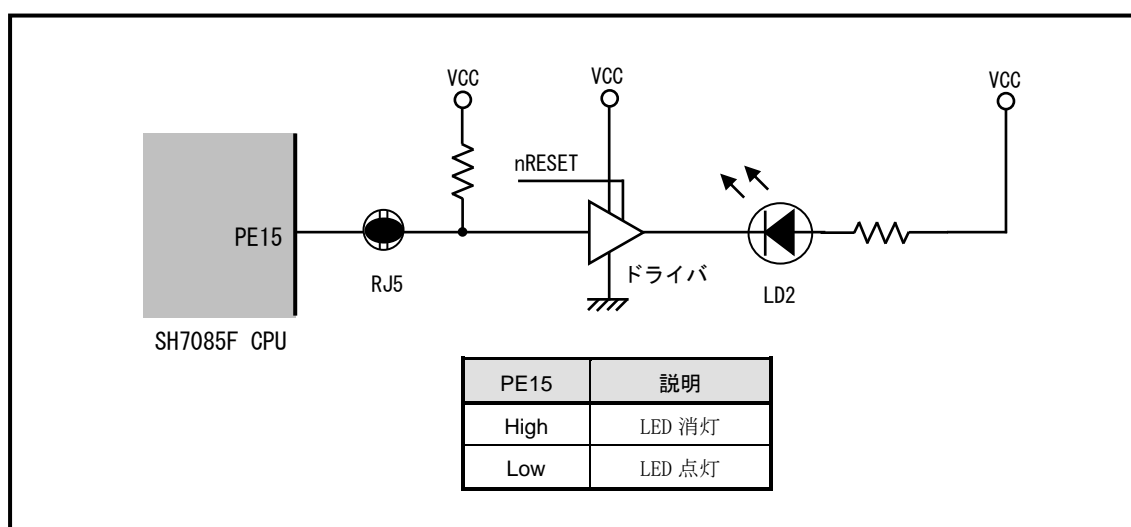 VCC
VCC
VCC
nRESET
PE15
RJ5
ドライバ
LD2
SH7085F CPU
PE15 説明
High LED 消灯
Low LED 点灯